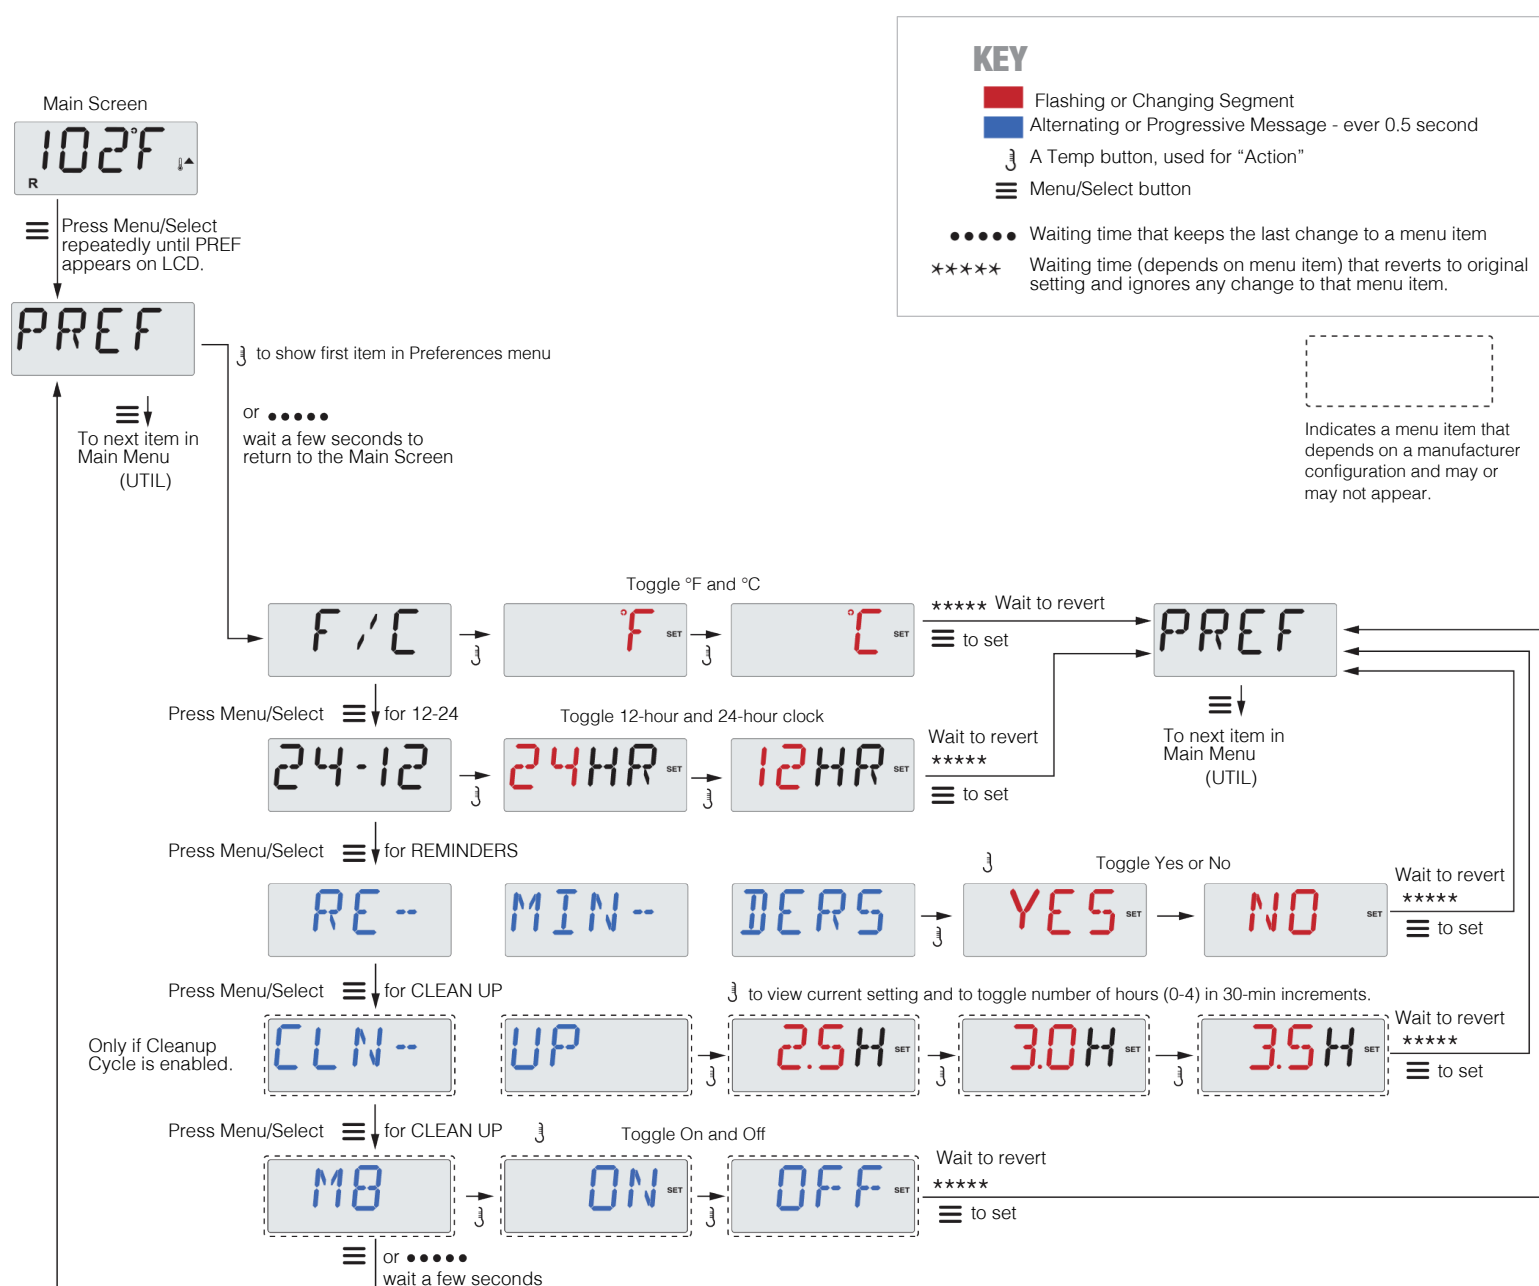 KEY
Flashing or Changing Segment
Alternating or Progressive Message - ever 0.5 second
A Temp button, used for “Action”
Menu/Select button
••••• Waiting time that keeps the last change to a menu item
***** Waiting time (depends on menu item) that reverts to original
setting and ignores any change to that menu item.
Indicates a menu item that
depends on a manufacturer
configuration and may or
may not appear.
Main Screen
102°F
R
Press Menu/Select
repeatedly until PREF
appears on LCD.
PREF
to show first item in Preferences menu
or •••••
wait a few seconds to
return to the Main Screen
To next item in
Main Menu
(UTIL)
Toggle °F and °C
F/C
°F SET
°C SET
***** Wait to revert
to set
PREF
To next item in
Main Menu
(UTIL)
Press Menu/Select for 12-24
Toggle 12-hour and 24-hour clock
24-12
24HR SET
12HR SET
Wait to revert
*****
to set
Press Menu/Select for REMINDERS
Toggle Yes or No
RE-
MIN-
DERS
YES SET
NO SET
Wait to revert
*****
to set
Press Menu/Select for CLEAN UP
to view current setting and to toggle number of hours (0-4) in 30-min increments.
Only if Cleanup
Cycle is enabled.
CLN-
UP
2.5H SET
3.0H SET
3.5H SET
Wait to revert
*****
to set
Press Menu/Select for CLEAN UP
Toggle On and Off
M8
ON SET
OFF SET
Wait to revert
*****
to set
or •••••
wait a few seconds